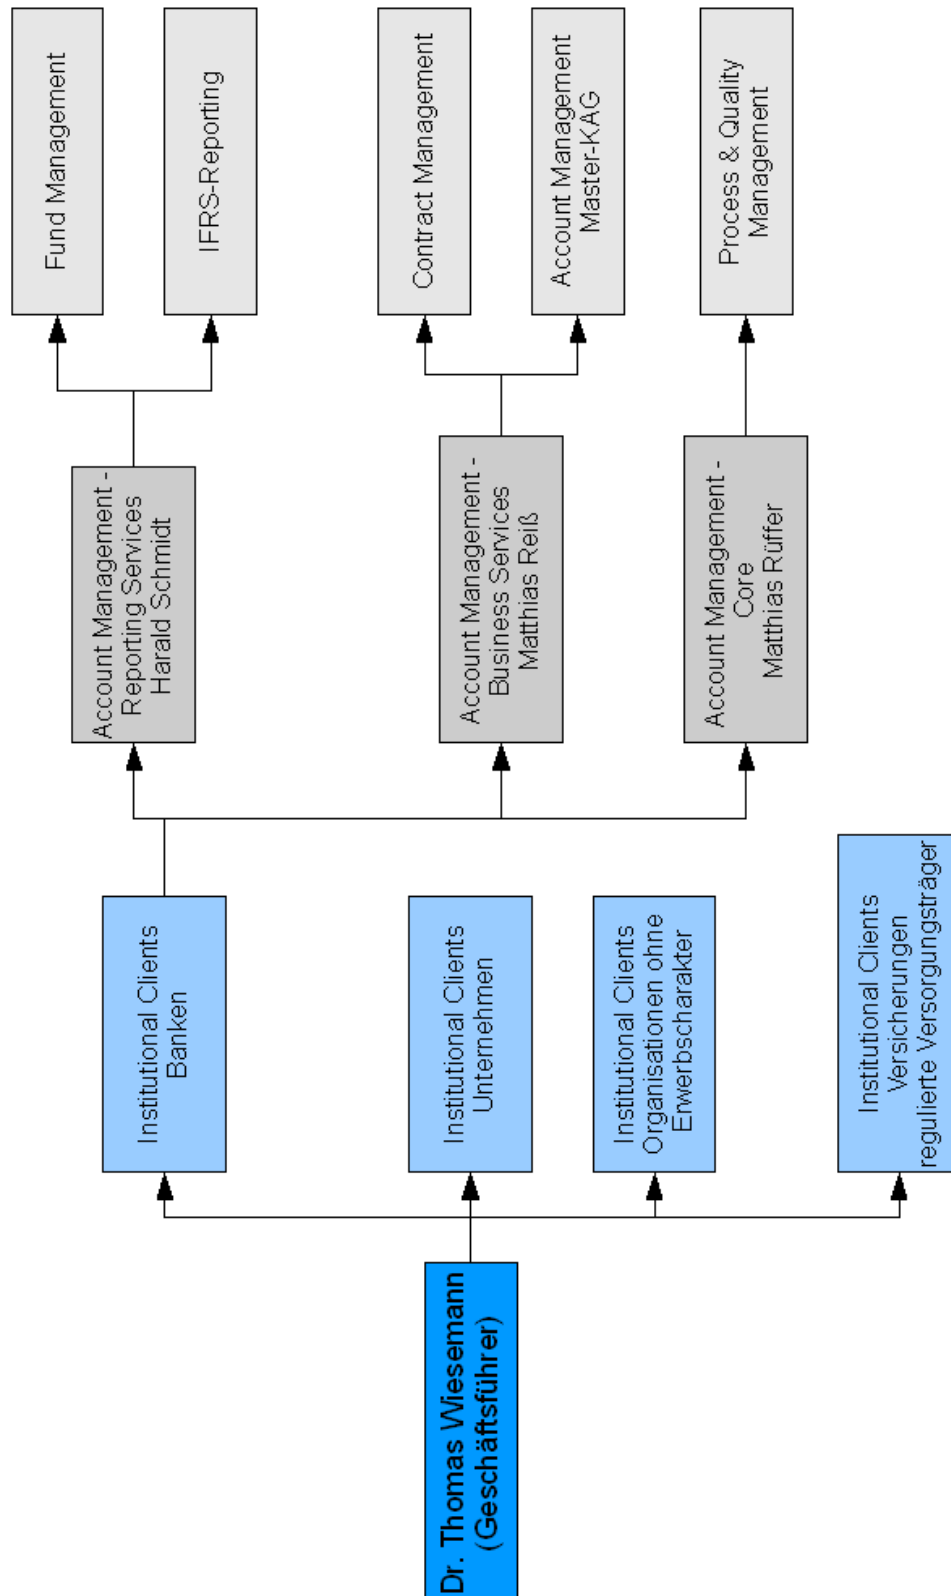 Dr. Thomas Wiesemann
(Geschäftsführer)
Institutional Clients
Banken
Institutional Clients
Unternehmen
Institutional Clients
Organisationen ohne
Erwerbscharakter
Institutional Clients
Versicherungen
regulierte Versorgungsträger
Account Management -
Reporting Services
Harald Schmidt
Account Management -
Business Services
Matthias Reiß
Account Management -
Core
Matthias Rüffer
Fund Management
IFRS-Reporting
Contract Management
Account Management
Master-KAG
Process & Quality
Management